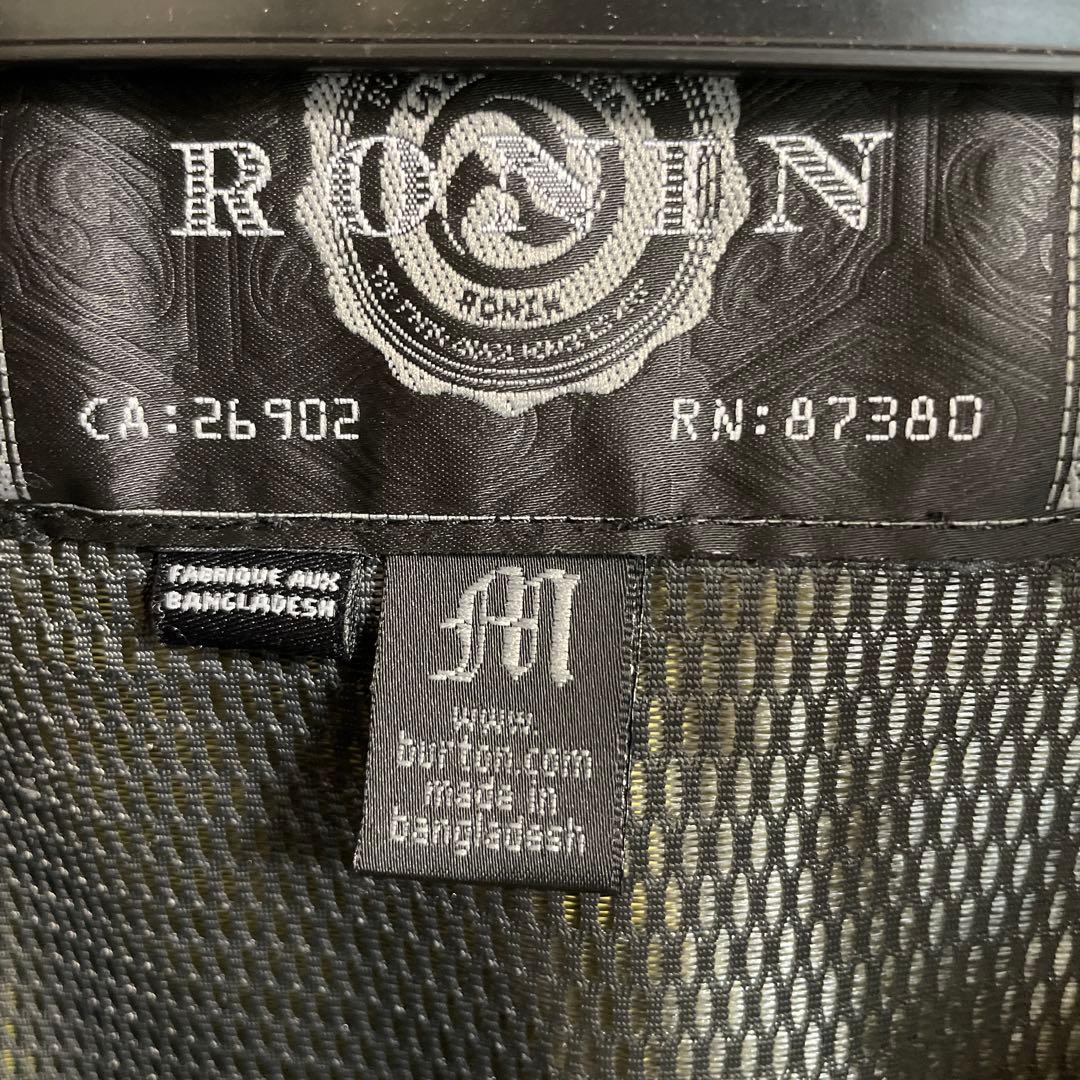 RONIN
RONIN
CA:26902
RN:87380
FABRIQUE AUX
BANGLADESH
M
www.
burton.com
made in
bangladesh